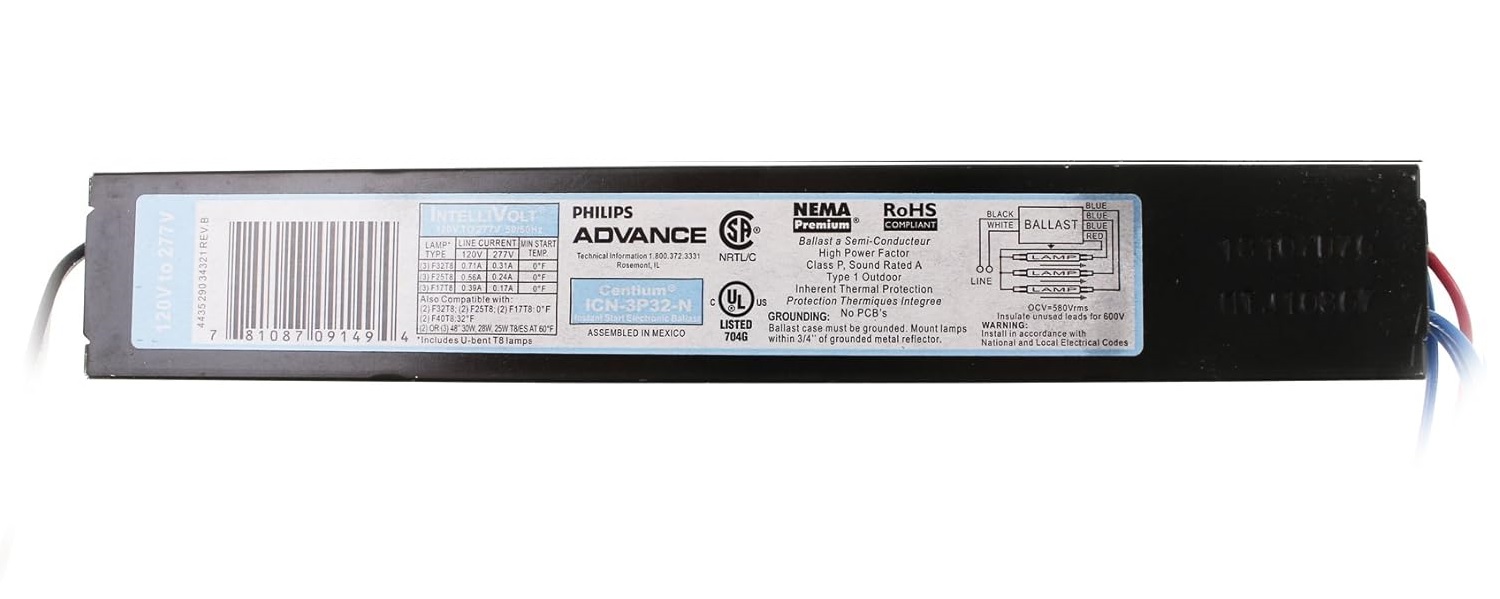 120V to 277V
443529034321 REV.B
7 81087 09149 4
INTELLIVOLT™
120V TO 277V 50/60Hz
LAMP* TYPE LINE CURRENT MIN START TEMP.
120V 277V
(3) F32T8 0.71A 0.31A 0°F
(3) F25T8 0.56A 0.24A 0°F
(3) F17T8 0.39A 0.17A 0°F
Also Compatible with:
(2) F32T8; (2) F25T8; (2) F17T8: 0°F
(2) F40T8:32°F
(2) OR (3) 48" 30W, 28W, 25W T8/ES AT 60°F
*Includes U-bent T8 lamps
PHILIPS
ADVANCE
Technical Information 1.800.372.3331
Rosemont, IL
Centium®
ICN-3P32-N
Instant Start Electronic Ballast
ASSEMBLED IN MEXICO
SA®
NRTL/C
C UL US
LISTED
704G
NEMA
Premium®
RoHS
COMPLIANT
Ballast a Semi-Conducteur
High Power Factor
Class P, Sound Rated A
Type 1 Outdoor
Inherent Thermal Protection
Protection Thermiques Integree
No PCB's
GROUNDING:
Ballast case must be grounded. Mount lamps
within 3/4" of grounded metal reflector.
BLACK
WHITE
BALLAST
BLUE
BLUE
BLUE
RED
LAMP
LAMP
LAMP
LINE
OCV=580Vrms
Insulate unused leads for 600V
WARNING:
Install in accordance with
National and Local Electrical Codes